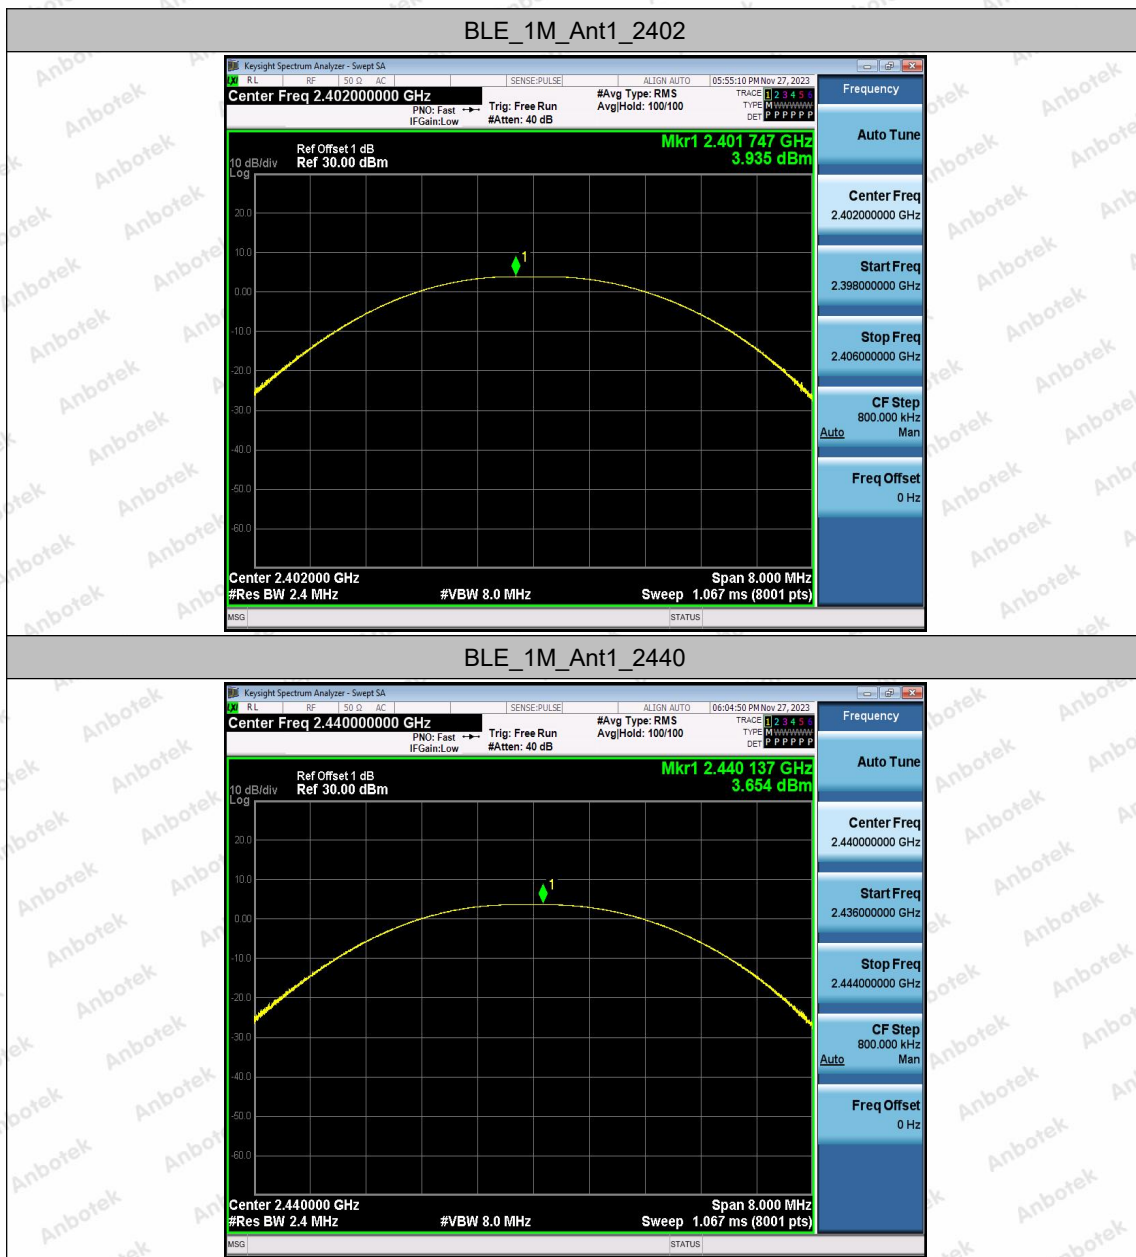 BLE_1M_Ant1_2402
Keysight Spectrum Analyzer - Swept SA
RL RF 50 Ω AC SENSE:PULSE ALIGN AUTO 05:55:10 PM Nov 27, 2023
Center Freq 2.402000000 GHz
PNO: Fast
IFGain:Low
Trig: Free Run
#Atten: 40 dB
#Avg Type: RMS
Avg|Hold: 100/100
TRACE 1 2 3 4 5 6
TYPE M WWWWW
DET P P P P P P
Frequency
Auto Tune
Center Freq
2.402000000 GHz
Start Freq
2.398000000 GHz
Stop Freq
2.406000000 GHz
CF Step
800.000 kHz
Auto Man
Freq Offset
0 Hz
Mkr1 2.401 747 GHz
3.935 dBm
Ref Offset 1 dB
10 dB/div Ref 30.00 dBm
Log
20.0
10.0
1
0.00
-10.0
-20.0
-30.0
-40.0
-50.0
-60.0
Center 2.402000 GHz Span 8.000 MHz
#Res BW 2.4 MHz #VBW 8.0 MHz Sweep 1.067 ms (8001 pts)
MSG STATUS
BLE_1M_Ant1_2440
Keysight Spectrum Analyzer - Swept SA
RL RF 50 Ω AC SENSE:PULSE ALIGN AUTO 06:04:50 PM Nov 27, 2023
Center Freq 2.440000000 GHz
PNO: Fast
IFGain:Low
Trig: Free Run
#Atten: 40 dB
#Avg Type: RMS
Avg|Hold: 100/100
TRACE 1 2 3 4 5 6
TYPE M WWWWW
DET P P P P P P
Frequency
Auto Tune
Center Freq
2.440000000 GHz
Start Freq
2.436000000 GHz
Stop Freq
2.444000000 GHz
CF Step
800.000 kHz
Auto Man
Freq Offset
0 Hz
Mkr1 2.440 137 GHz
3.654 dBm
Ref Offset 1 dB
10 dB/div Ref 30.00 dBm
Log
20.0
10.0
1
0.00
-10.0
-20.0
-30.0
-40.0
-50.0
-60.0
Center 2.440000 GHz Span 8.000 MHz
#Res BW 2.4 MHz #VBW 8.0 MHz Sweep 1.067 ms (8001 pts)
MSG STATUS
Anbotek